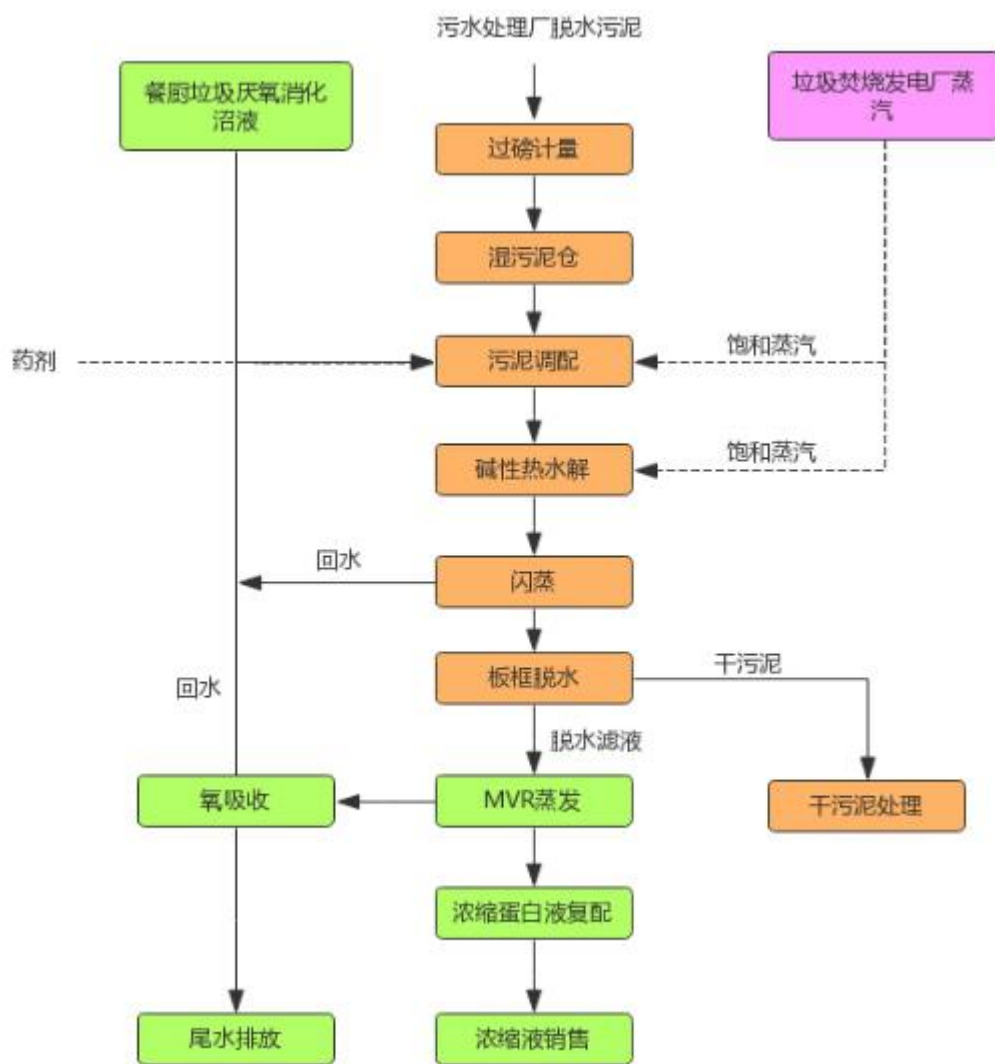 污水处理厂脱水污泥
餐厨垃圾厌氧消化
沼液
垃圾焚烧发电厂蒸
汽
过磅计量
湿污泥仓
药剂
污泥调配
饱和蒸汽
碱性热水解
饱和蒸汽
回水
闪蒸
板框脱水
干污泥
回水
脱水滤液
氧吸收
MVR蒸发
干污泥处理
浓缩蛋白液复配
尾水排放
浓缩液销售